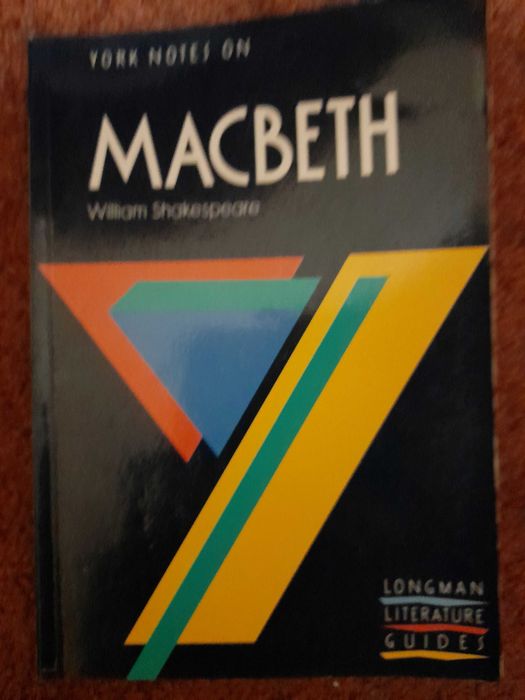 YORK NOTES ON
MACBETH
William Shakespeare
LONGMAN
LITERATURE
GUIDES